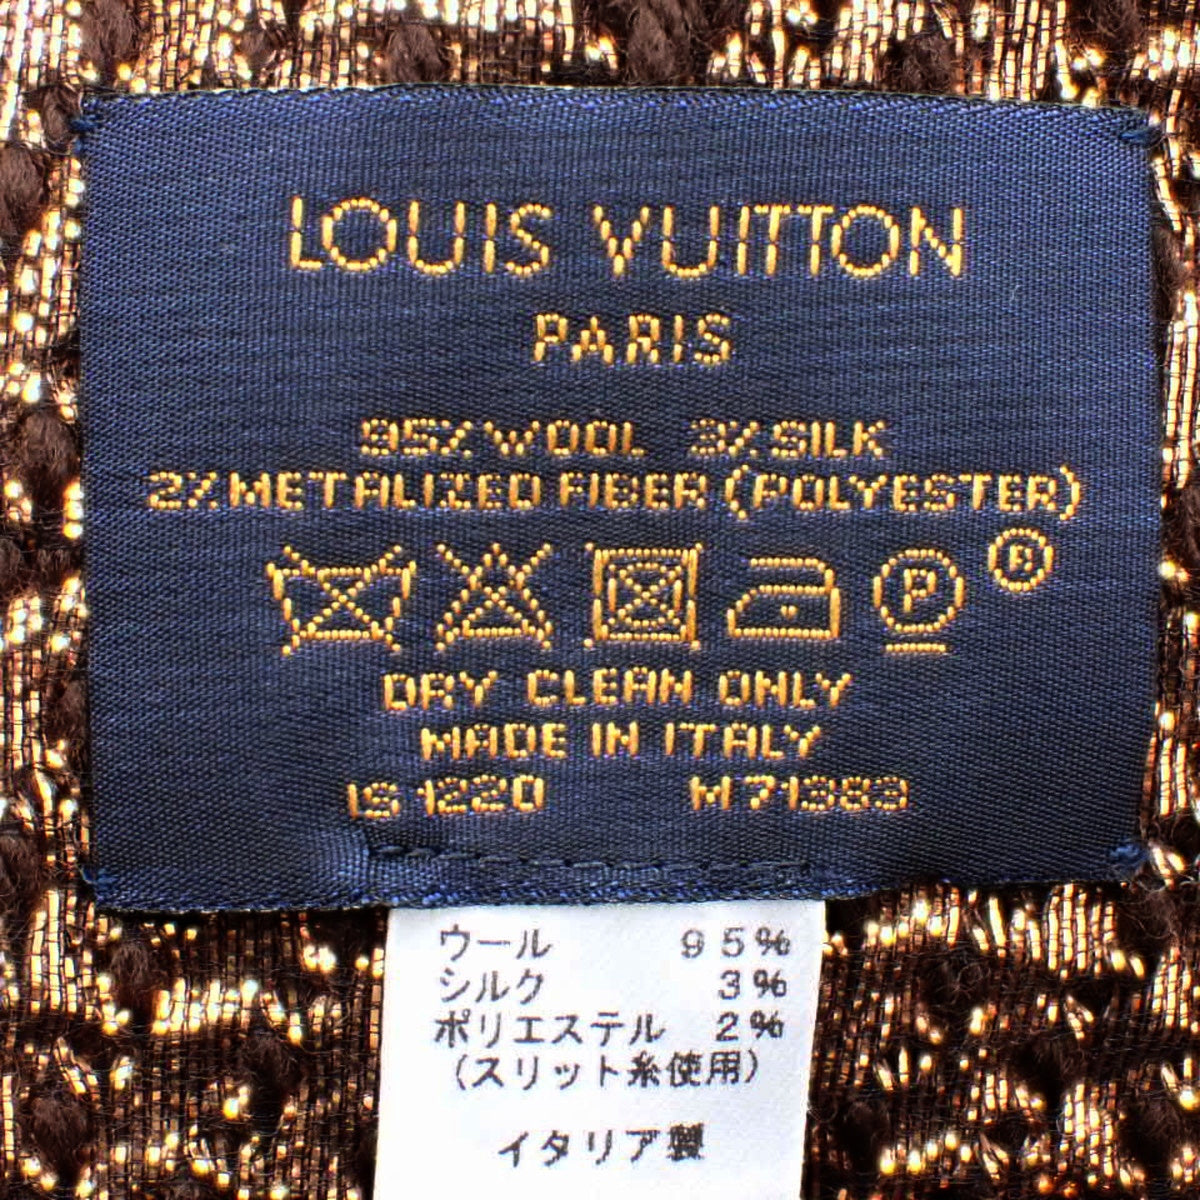 LOUIS VUITTON
PARIS
95% WOOL 3% SILK
2% METALIZED FIBER (POLYESTER)
P ®
DRY CLEAN ONLY
MADE IN ITALY
IS 1220 M71383
ウール 95%
シルク 3%
ポリエステル 2%
(スリット糸使用)
イタリア製